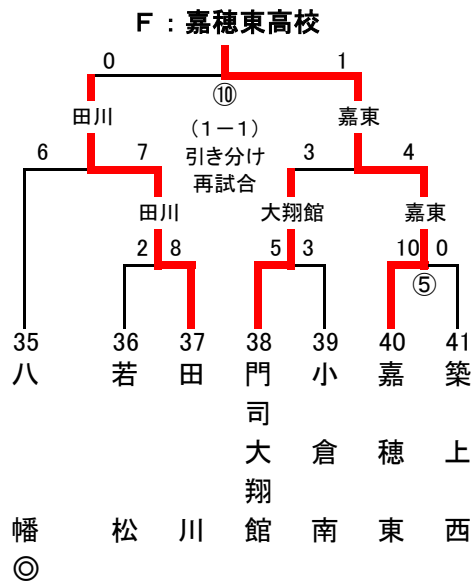 F：嘉穂東高校
0 1
⑩
田川 嘉東
（１－１）
引き分け
再試合
6 7 3 4
田川 大翔館 嘉東
2 8 5 3 10 0
⑤
35 36 37 38 39 40 41
八幡◎ 若松 田川 門司大翔館 小倉南 嘉穂東 築上西